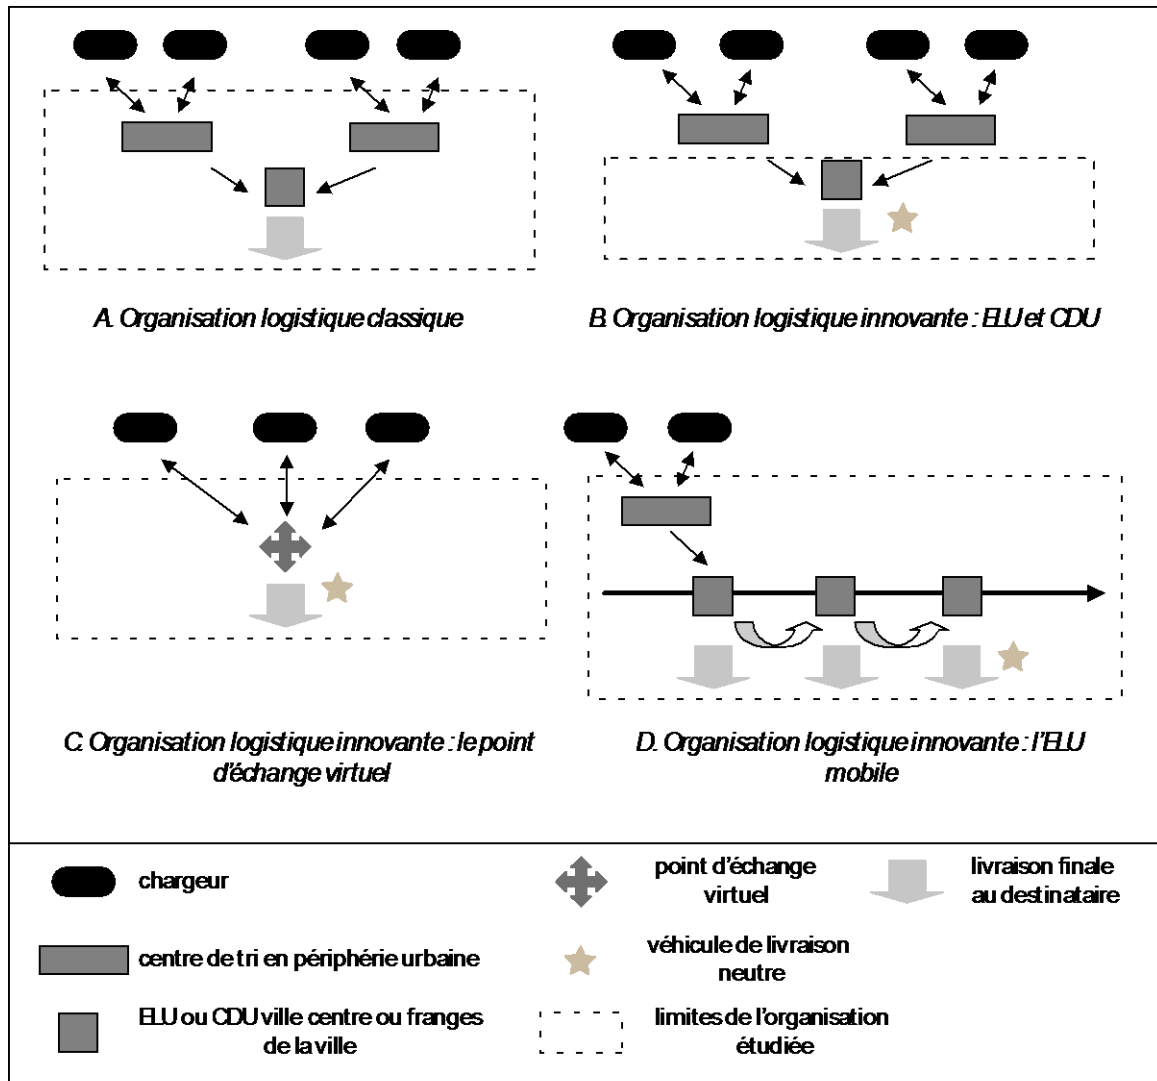 A. Organisation logistique classique
B. Organisation logistique innovante : ELU et CDU
C. Organisation logistique innovante : le point
d'échange virtuel
D. Organisation logistique innovante : l'ELU
mobile
chargeur
point d'échange
virtuel
livraison finale
au destinataire
centre de tri en périphérie urbaine
véhicule de livraison
neutre
ELU ou CDU ville centre ou franges
de la ville
limites de l'organisation
étudiée